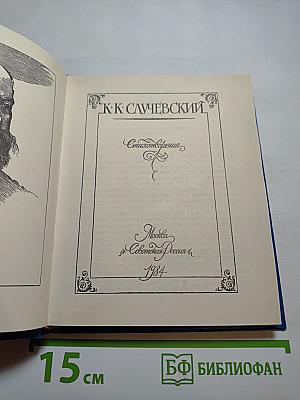 К·К·СЛУЧЕВСКИЙ
Стихотворения
Москва
«Советская Россия»
1984
15 см
БФ БИБЛИОФАН